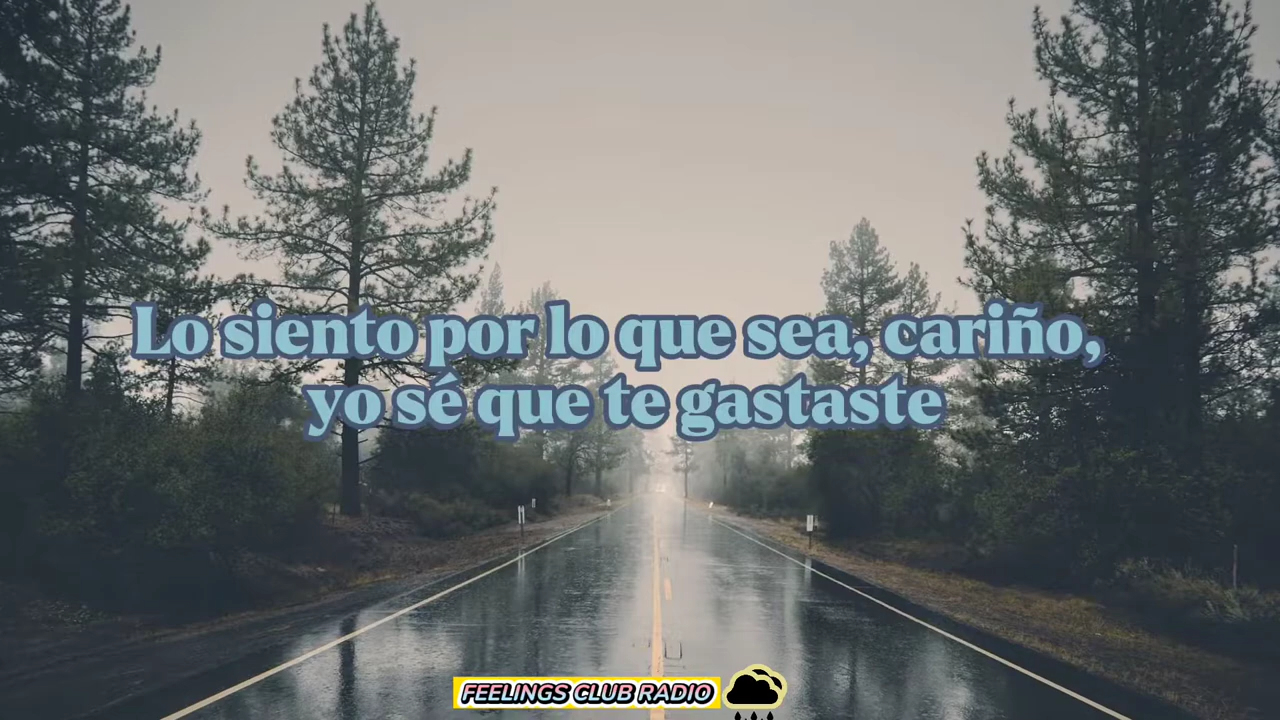 Lo siento por lo que sea, cariño,
yo sé que te gastaste
FEELINGS CLUB RADIO